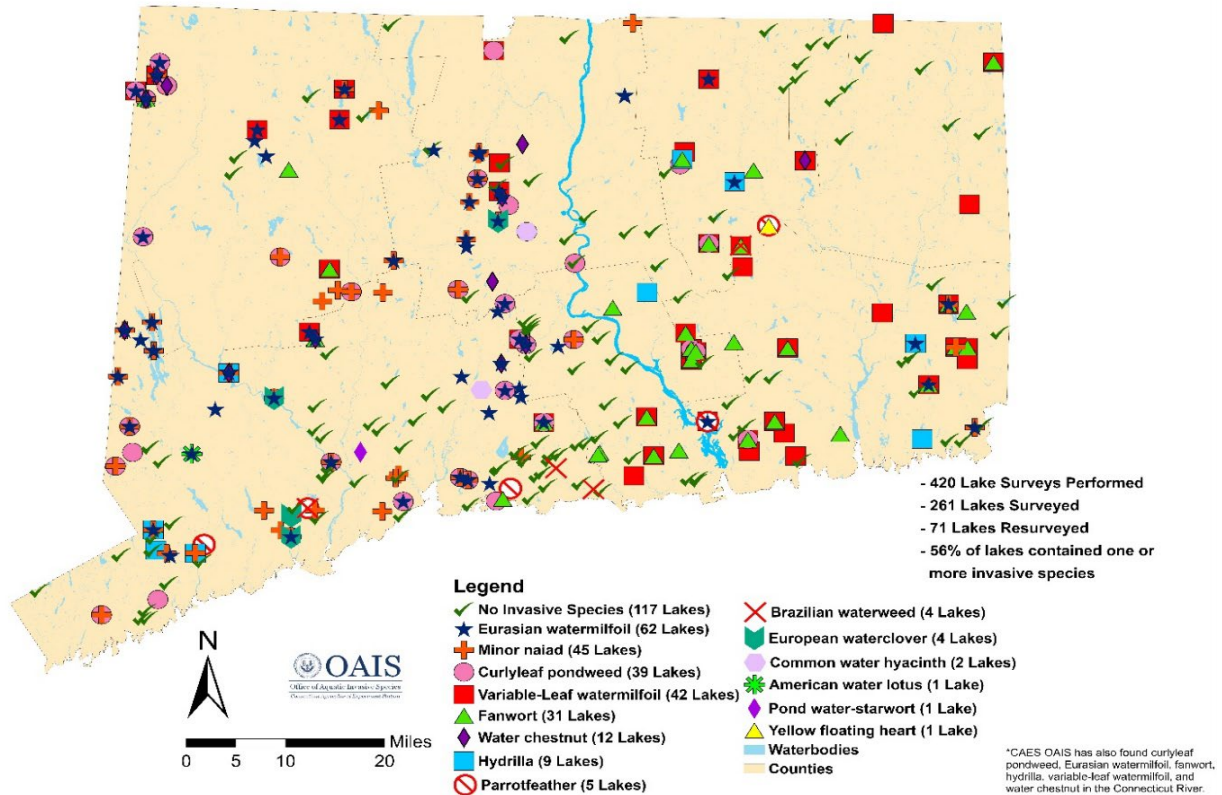 - 420 Lake Surveys Performed
- 261 Lakes Surveyed
- 71 Lakes Resurveyed
- 56% of lakes contained one or
more invasive species
Legend
No Invasive Species (117 Lakes)
Eurasian watermilfoil (62 Lakes)
Minor naiad (45 Lakes)
Curlyleaf pondweed (39 Lakes)
Variable-Leaf watermilfoil (42 Lakes)
Fanwort (31 Lakes)
Water chestnut (12 Lakes)
Hydrilla (9 Lakes)
Parrotfeather (5 Lakes)
Brazilian waterweed (4 Lakes)
European waterclover (4 Lakes)
Common water hyacinth (2 Lakes)
American water lotus (1 Lake)
Pond water-starwort (1 Lake)
Yellow floating heart (1 Lake)
Waterbodies
Counties
N
OAIS
Office of Aquatic Invasive Species
Miles
0 5 10 20
*CAES OAIS has also found curlyleaf
pondweed, Eurasian watermilfoil, fanwort,
hydrilla, variable-leaf watermilfoil, and
water chestnut in the Connecticut River.